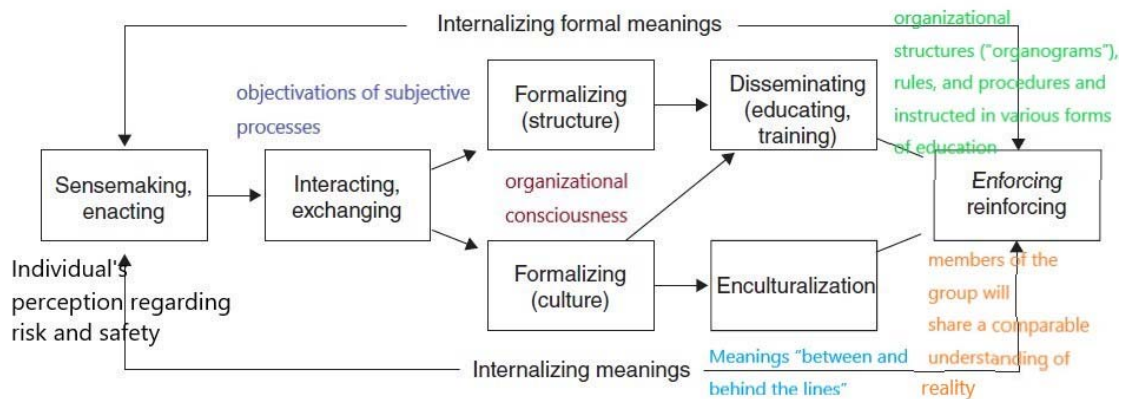 Internalizing formal meanings
organizational
structures ("organograms"),
rules, and procedures and
instructed in various forms
of education
objectivations of subjective
processes
Formalizing
(structure)
Disseminating
(educating,
training)
Sensemaking,
enacting
Interacting,
exchanging
organizational
consciousness
Enforcing
reinforcing
Individual's
perception regarding
risk and safety
Formalizing
(culture)
Enculturalization
members of the
group will
share a comparable
understanding of
reality
Meanings "between and
behind the lines"
Internalizing meanings